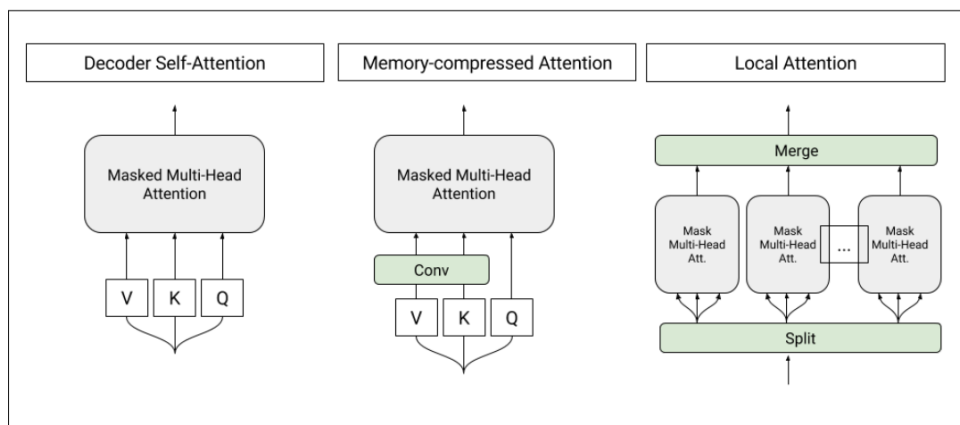 Decoder Self-Attention
Memory-compressed Attention
Local Attention
Masked Multi-Head
Attention
V
K
Q
Masked Multi-Head
Attention
Conv
V
K
Q
Merge
Mask
Multi-Head
Att.
Mask
Multi-Head
Att.
...
Mask
Multi-Head
Att.
Split